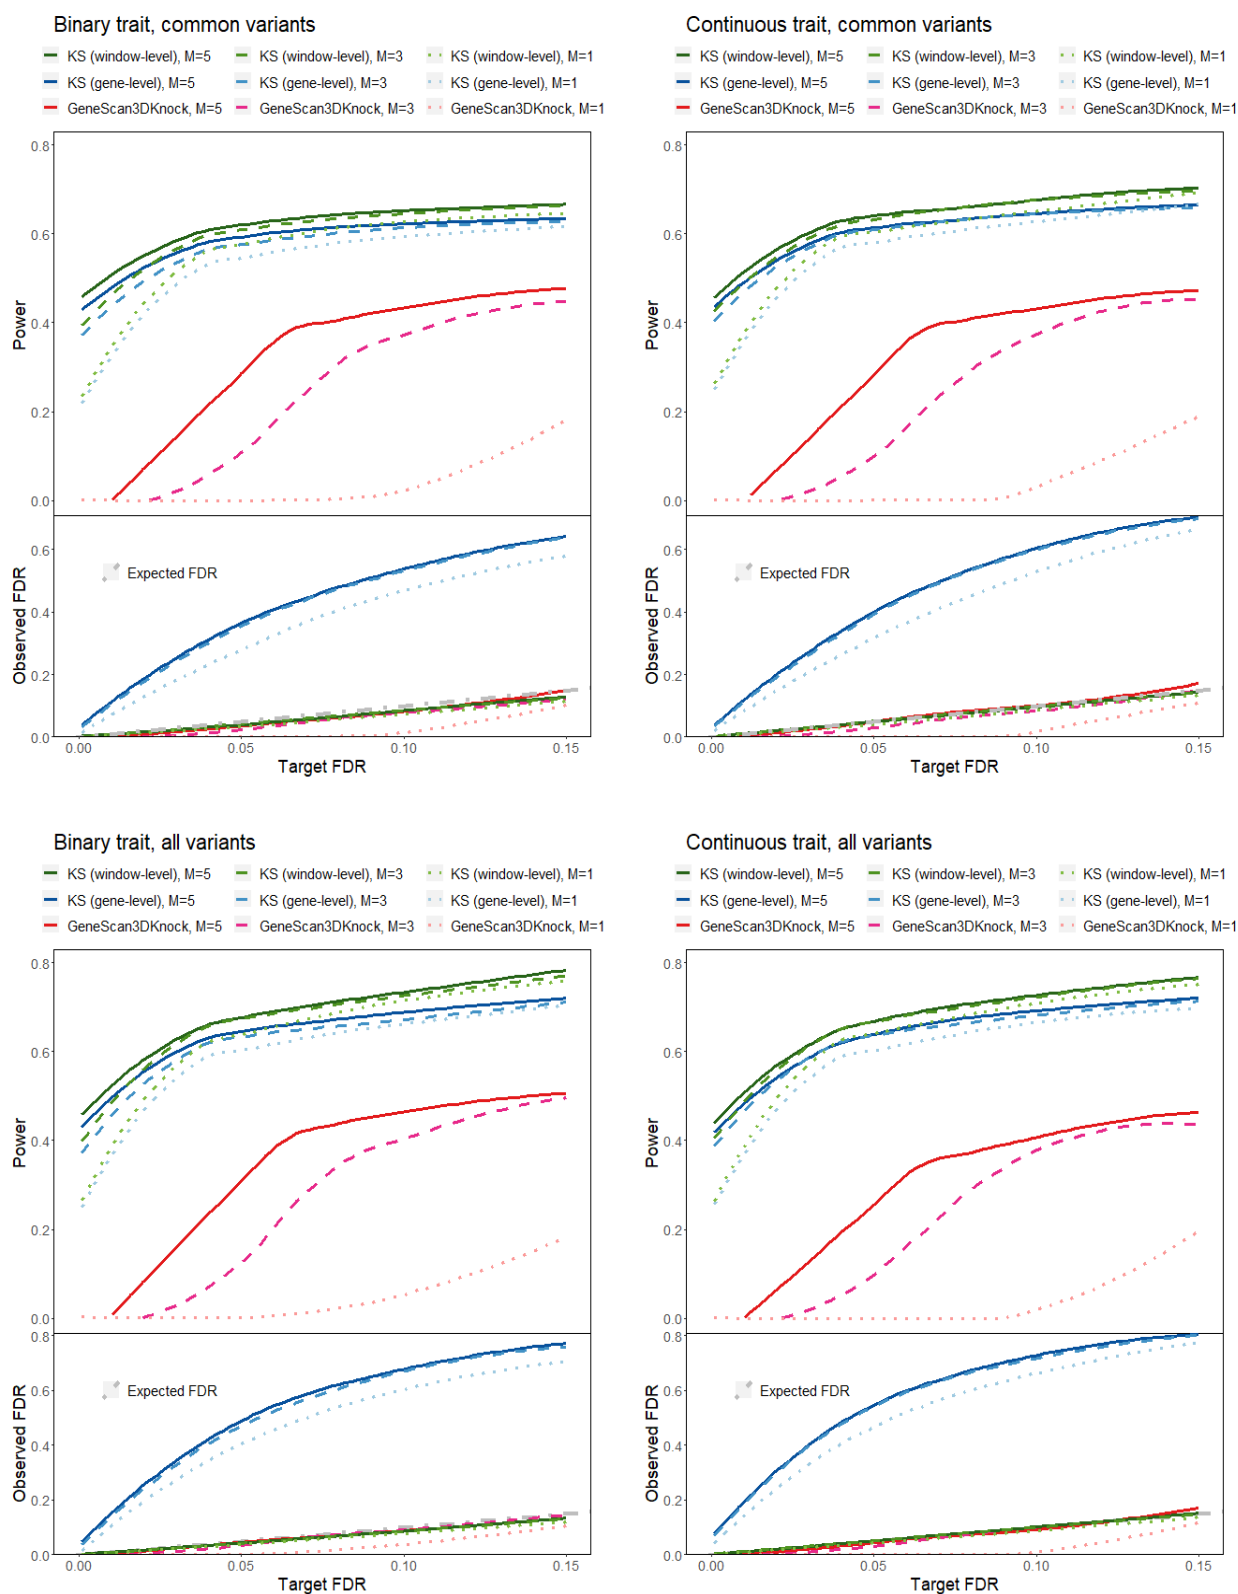 Binary trait, common variants
KS (window-level), M=5 KS (window-level), M=3 KS (window-level), M=1
KS (gene-level), M=5 KS (gene-level), M=3 KS (gene-level), M=1
GeneScan3DKnock, M=5 GeneScan3DKnock, M=3 GeneScan3DKnock, M=1
0.8
0.6
0.4
0.2
0.0
Power
0.6
0.4
0.2
0.0
Observed FDR
Expected FDR
0.00 0.05 0.10 0.15
Target FDR
Continuous trait, common variants
KS (window-level), M=5 KS (window-level), M=3 KS (window-level), M=1
KS (gene-level), M=5 KS (gene-level), M=3 KS (gene-level), M=1
GeneScan3DKnock, M=5 GeneScan3DKnock, M=3 GeneScan3DKnock, M=1
0.8
0.6
0.4
0.2
0.0
Power
0.6
0.4
0.2
0.0
Observed FDR
Expected FDR
0.00 0.05 0.10 0.15
Target FDR
Binary trait, all variants
KS (window-level), M=5 KS (window-level), M=3 KS (window-level), M=1
KS (gene-level), M=5 KS (gene-level), M=3 KS (gene-level), M=1
GeneScan3DKnock, M=5 GeneScan3DKnock, M=3 GeneScan3DKnock, M=1
0.8
0.6
0.4
0.2
0.0
Power
0.8
0.6
0.4
0.2
0.0
Observed FDR
Expected FDR
0.00 0.05 0.10 0.15
Target FDR
Continuous trait, all variants
KS (window-level), M=5 KS (window-level), M=3 KS (window-level), M=1
KS (gene-level), M=5 KS (gene-level), M=3 KS (gene-level), M=1
GeneScan3DKnock, M=5 GeneScan3DKnock, M=3 GeneScan3DKnock, M=1
0.8
0.6
0.4
0.2
0.0
Power
0.8
0.6
0.4
0.2
0.0
Observed FDR
Expected FDR
0.00 0.05 0.10 0.15
Target FDR